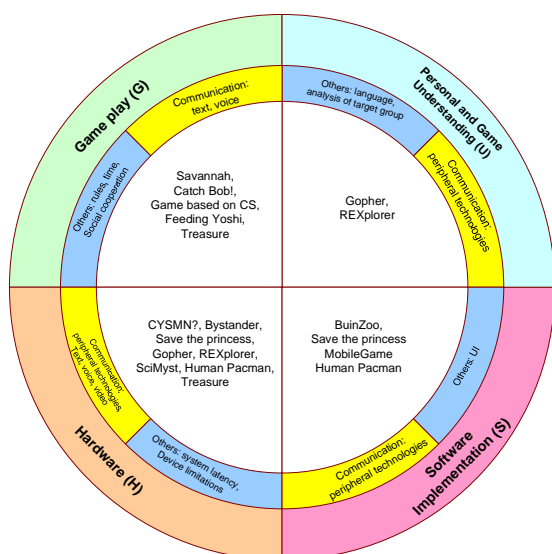 Game play (G)
Communication:
text, voice
Others: rules, time,
Social cooperation
Savannah,
Catch Bob!,
Game based on CS,
Feeding Yoshi,
Treasure
Personal and Game
Understanding (U)
Others: language,
analysis of target group
Communication:
peripheral technologies
Gopher,
REXplorer
Hardware (H)
Communication:
peripheral technologies
Text, voice, video
Others: system latency,
Device limitations
CYSMN?, Bystander,
Save the princess,
Gopher, REXplorer,
SciMyst, Human Pacman,
Treasure
BuinZoo,
Save the princess
MobileGame
Human Pacman
Others: UI
Communication:
peripheral technologies
Software
Implementation (S)